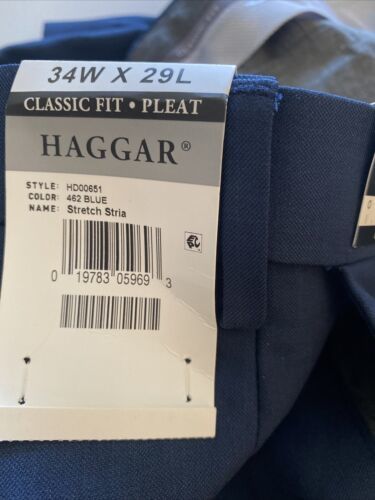 34W X 29L
CLASSIC FIT • PLEAT
HAGGAR®
STYLE: HD00651
COLOR: 462 BLUE
NAME: Stretch Stria
0 19783 05969 3